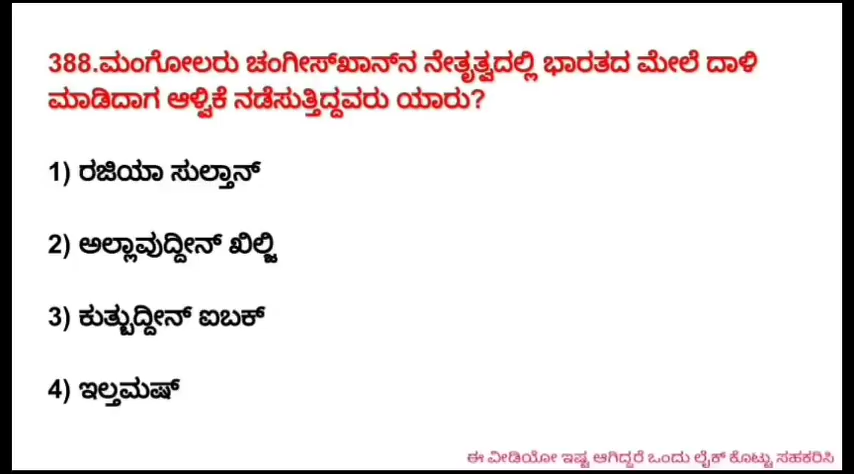 388.ಮಂಗೋಲರು ಚಂಗೀಸ್‌ಖಾನ್‌ನ ನೇತೃತ್ವದಲ್ಲಿ ಭಾರತದ ಮೇಲೆ ದಾಳಿ
ಮಾಡಿದಾಗ ಆಳ್ವಿಕೆ ನಡೆಸುತ್ತಿದ್ದವರು ಯಾರು?
1) ರಜಿಯಾ ಸುಲ್ತಾನ್
2) ಅಲ್ಲಾವುದ್ದೀನ್ ಖಿಲ್ಜಿ
3) ಕುತ್ಬುದ್ದೀನ್ ಐಬಕ್
4) ಇಲ್ತಮಷ್
ಈ ವೀಡಿಯೋ ಇಷ್ಟ ಆಗಿದ್ದರೆ ಒಂದು ಲೈಕ್ ಕೊಟ್ಟು ಸಹಕರಿಸಿ